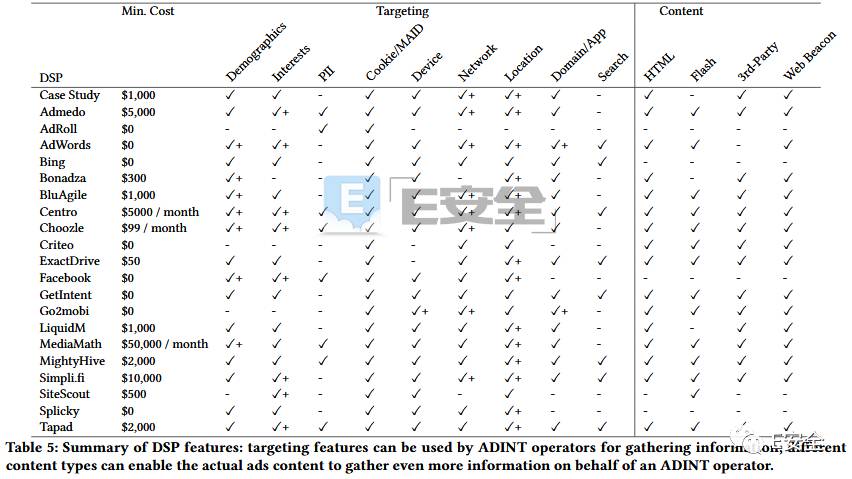 Min. Cost Targeting Content
DSP Demographics Interests PII Cookie/MAID Device Network Location Domain/App Search HTML Flash 3rd-Party Web Beacon
Case Study $1,000 ✓ ✓ - ✓ ✓ ✓+ ✓+ ✓ - ✓ - ✓ ✓
Admedo $5,000 ✓ ✓+ ✓ ✓ ✓ ✓+ ✓+ ✓ - ✓ ✓ ✓ ✓
AdRoll $0 - - ✓ ✓ - - - - - - - - -
AdWords $0 ✓+ ✓+ - ✓ ✓ ✓+ ✓+ ✓+ ✓ ✓ ✓ - ✓
Bing $0 ✓ ✓ - ✓ ✓ ✓ ✓ ✓ ✓ - - - -
Bonadza $300 ✓+ - - ✓ ✓ - ✓+ ✓ - ✓ - ✓ ✓
BluAgile $1,000 ✓+ ✓ - ✓ ✓ ✓+ ✓+ ✓ - ✓ ✓ ✓ ✓
Centro $5000 / month ✓+ ✓+ ✓ ✓ ✓ ✓+ ✓+ ✓ ✓ ✓ ✓ ✓ ✓
Choozle $99 / month ✓+ ✓+ ✓ ✓ ✓ ✓+ ✓ ✓ - ✓ ✓ ✓ ✓
Criteo $0 - - - ✓ - ✓ ✓ - - ✓ ✓ ✓ ✓
ExactDrive $50 ✓ ✓ - ✓ ✓ ✓ ✓+ ✓ ✓ ✓ ✓ ✓ ✓
Facebook $0 ✓+ ✓+ ✓ ✓ ✓ ✓ ✓+ - - - - - -
GetIntent $0 ✓ ✓ - ✓ ✓ ✓ ✓ ✓ ✓ ✓ ✓ ✓ ✓
Go2mobi $0 - - - ✓ ✓+ ✓+ ✓ ✓+ - ✓ ✓ ✓ ✓
LiquidM $1,000 ✓ ✓ - ✓ ✓ ✓ ✓+ ✓ - ✓ - ✓ ✓
MediaMath $50,000 / month ✓+ ✓ ✓ ✓ ✓ ✓ ✓+ ✓ - ✓ ✓ ✓ ✓
MightyHive $2,000 ✓ ✓ ✓ ✓ ✓ ✓ ✓+ ✓ ✓ ✓ ✓ ✓ ✓
Simpli.fi $10,000 ✓ ✓+ - ✓ ✓ ✓+ ✓+ ✓ ✓ ✓ ✓ ✓ ✓
SiteScout $500 - ✓+ - ✓ ✓ - ✓ - - - ✓ - -
Splicky $0 ✓ ✓ - ✓ ✓ ✓ ✓+ - - - - - -
Tapad $2,000 ✓ ✓+ ✓ ✓ ✓ ✓ ✓+ ✓ ✓ ✓ ✓ ✓ ✓
E安全
E安全
Table 5: Summary of DSP features: targeting features can be used by ADINT operators for gathering information, different
content types can enable the actual ads content to gather even more information on behalf of an ADINT operator.